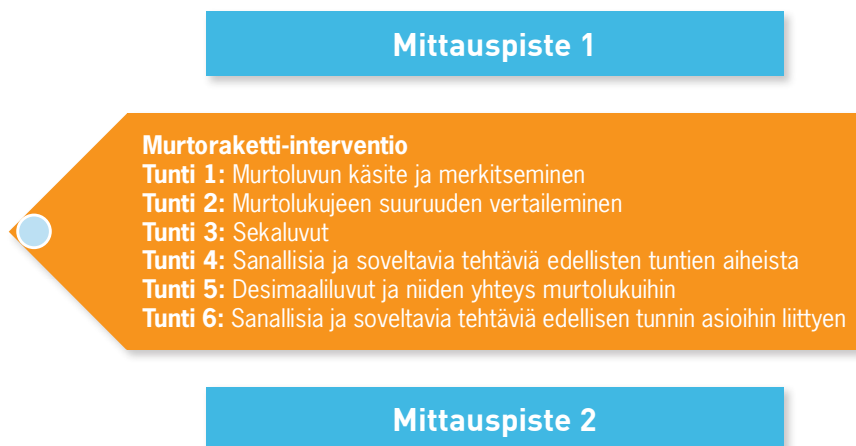 Mittauspiste 1
Murtoraketti-interventio
Tunti 1: Murtoluvun käsite ja merkitseminen
Tunti 2: Murtolukujeen suuruuden vertaileminen
Tunti 3: Sekaluvut
Tunti 4: Sanallisia ja soveltavia tehtäviä edellisten tuntien aiheista
Tunti 5: Desimaaliluvut ja niiden yhteys murtolukuihin
Tunti 6: Sanallisia ja soveltavia tehtäviä edellisen tunnin asioihin liittyen
Mittauspiste 2